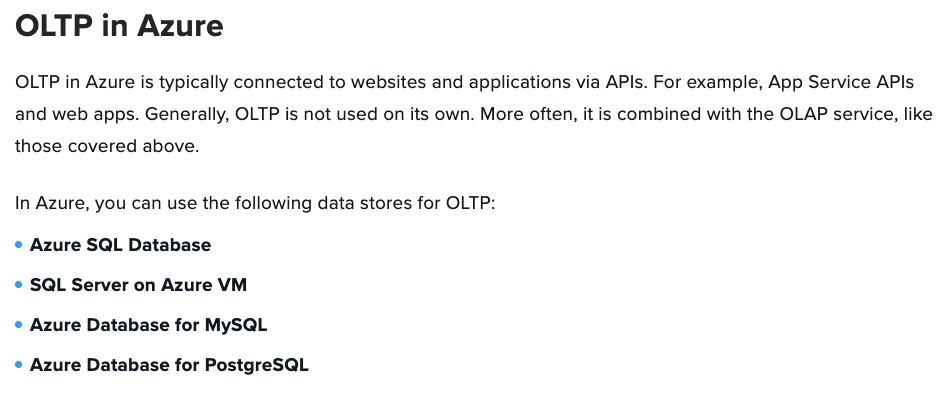 OLTP in Azure
OLTP in Azure is typically connected to websites and applications via APIs. For example, App Service APIs
and web apps. Generally, OLTP is not used on its own. More often, it is combined with the OLAP service, like
those covered above.
In Azure, you can use the following data stores for OLTP:
• Azure SQL Database
• SQL Server on Azure VM
• Azure Database for MySQL
• Azure Database for PostgreSQL